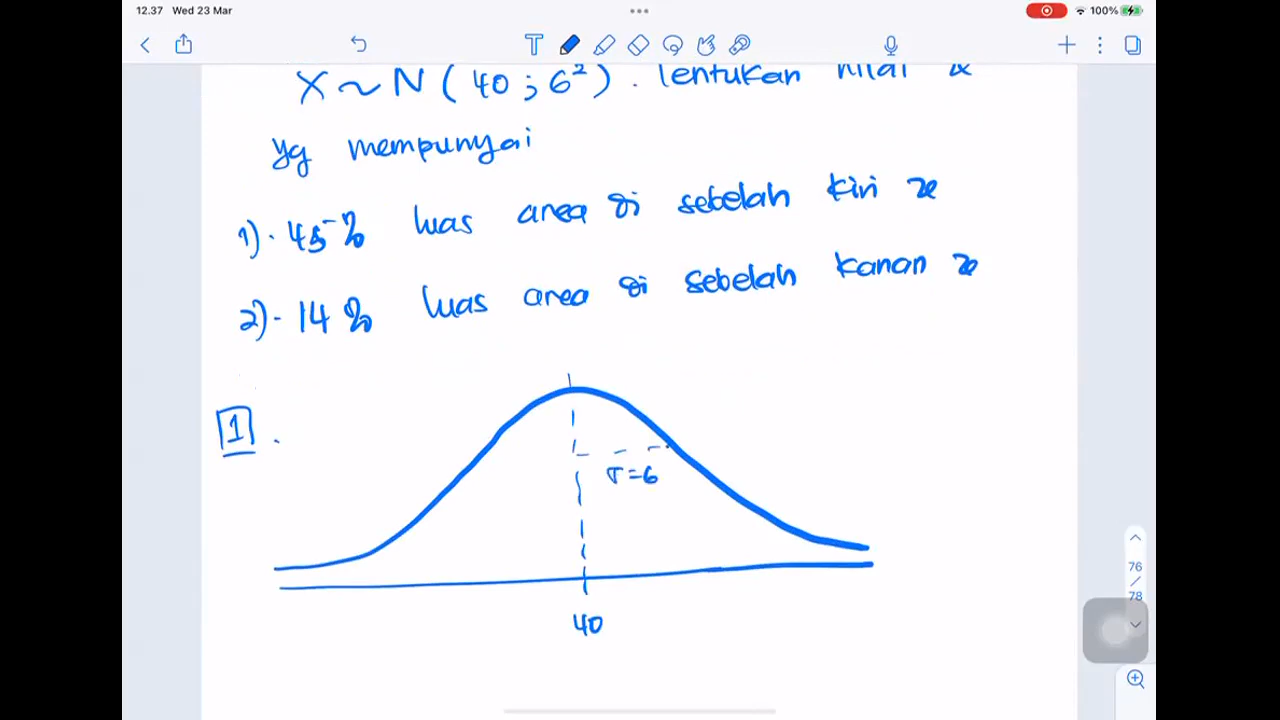 12.37 Wed 23 Mar
100%
X ~ N ( 40 ; 6² ) . Tentukan nilai x
yg mempunyai
1). 45% luas area di sebelah kiri x
2). 14% luas area di sebelah kanan x
1 .
σ=6
40
76
/
78